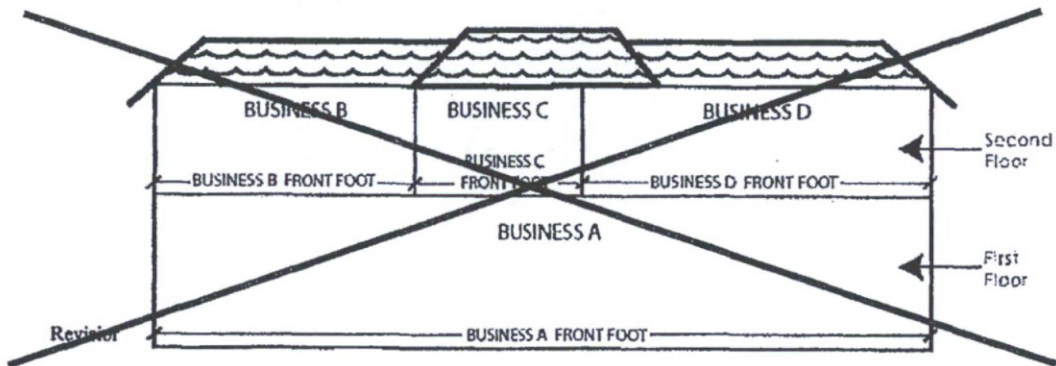 BUSINESS B BUSINESS C BUSINESS D
Second
Floor
BUSINESS C
BUSINESS B FRONT FOOT FRONT FOOT BUSINESS D FRONT FOOT
BUSINESS A
First
Floor
Revision
BUSINESS A FRONT FOOT